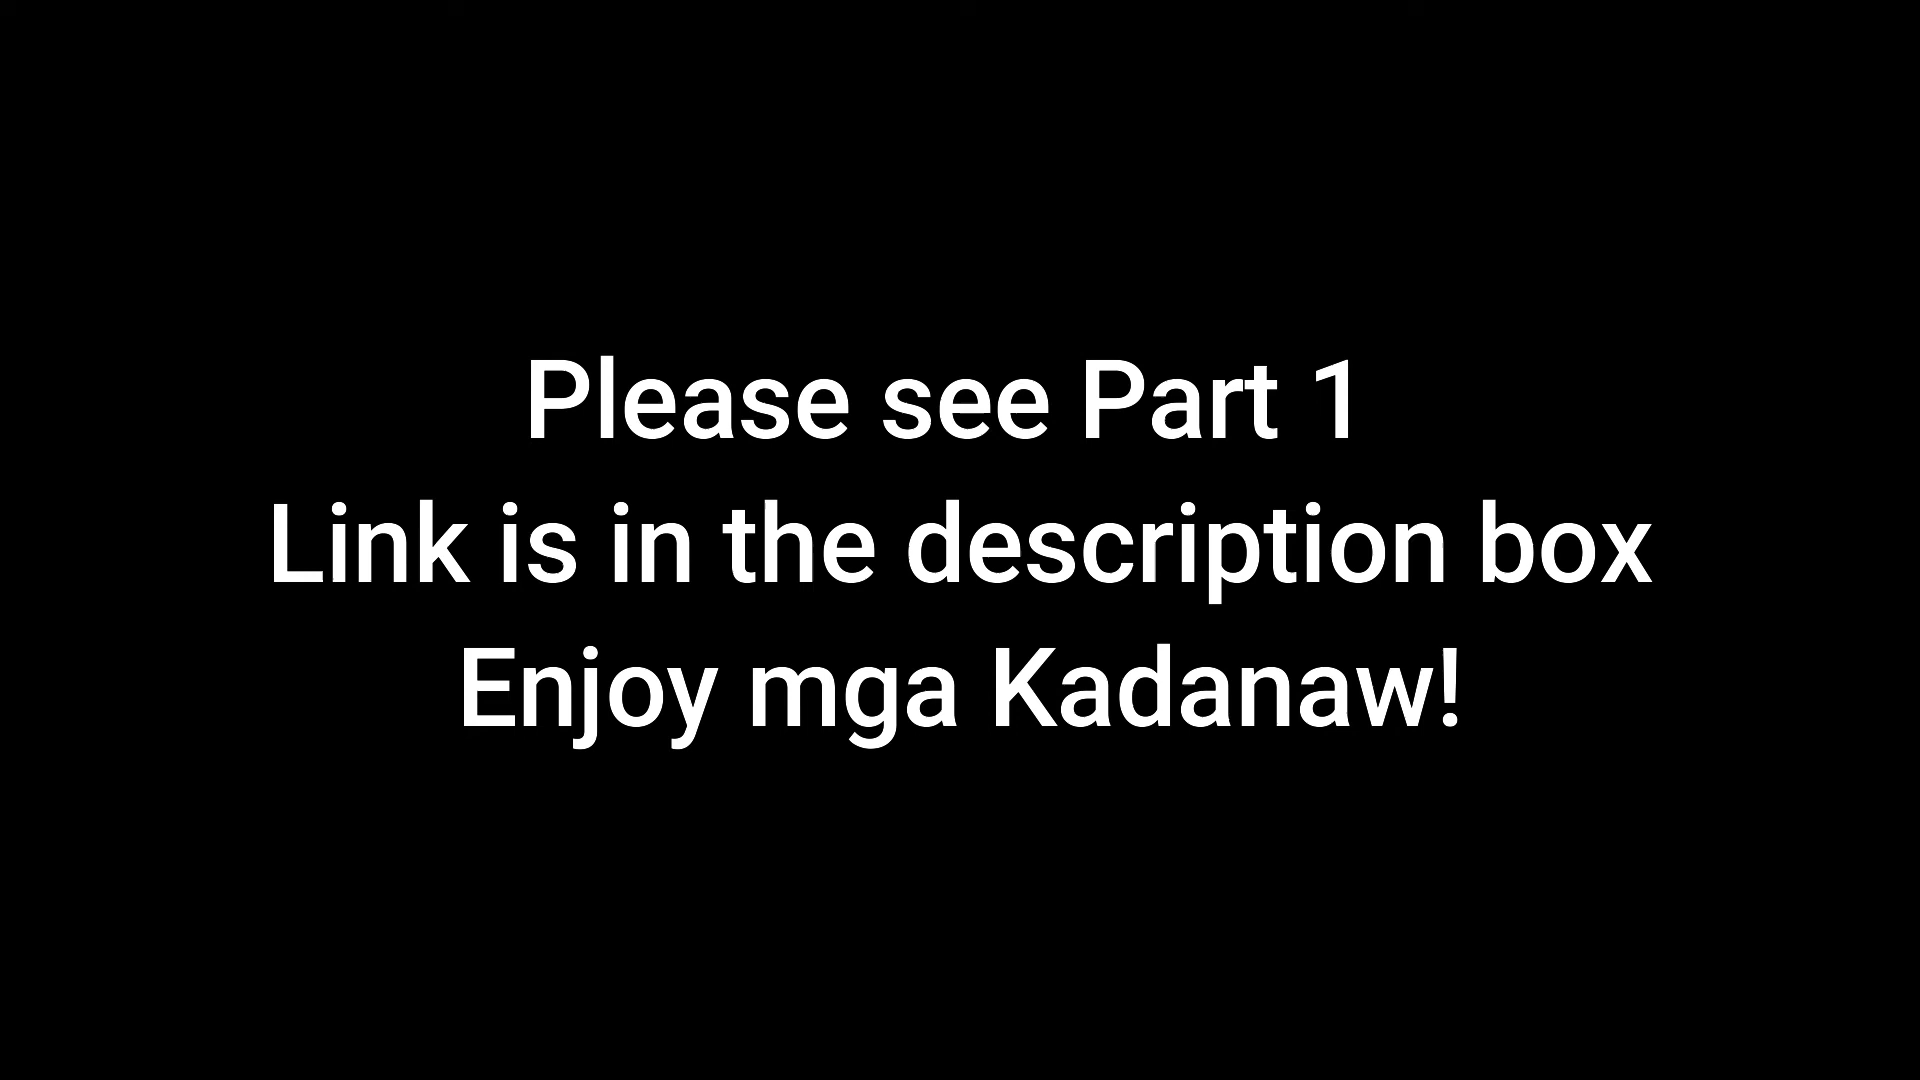 Please see Part 1
Link is in the description box
Enjoy mga Kadanaw!